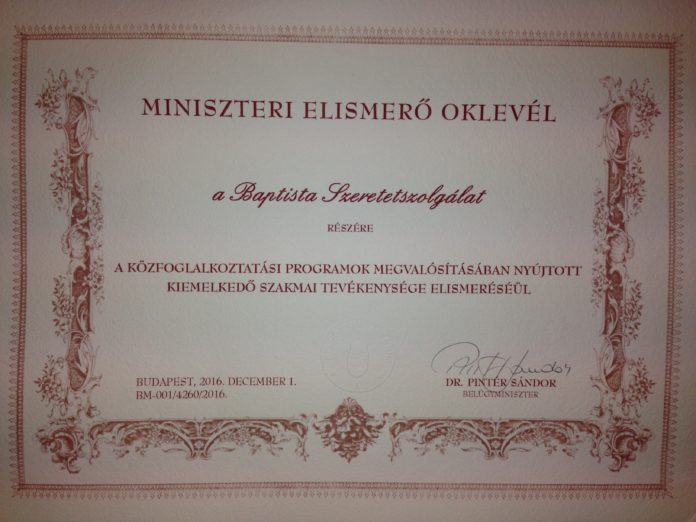 MINISZTERI ELISMERŐ OKLEVÉL
a Baptista Szeretetszolgálat
RÉSZÉRE
A KÖZFOGLALKOZTATÁSI PROGRAMOK MEGVALÓSÍTÁSÁBAN NYÚJTOTT
KIEMELKEDŐ SZAKMAI TEVÉKENYSÉGE ELISMERÉSÉÜL
BUDAPEST, 2016. DECEMBER 1.
BM-001/4260/2016.
DR. PINTÉR SÁNDOR
BELÜGYMINISZTER